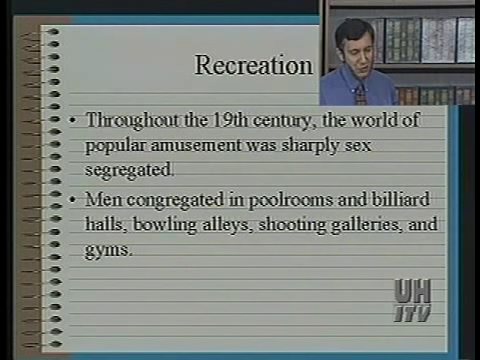 Recreation
• Throughout the 19th century, the world of
popular amusement was sharply sex
segregated.
• Men congregated in poolrooms and billiard
halls, bowling alleys, shooting galleries, and
gyms.
UH
ITV